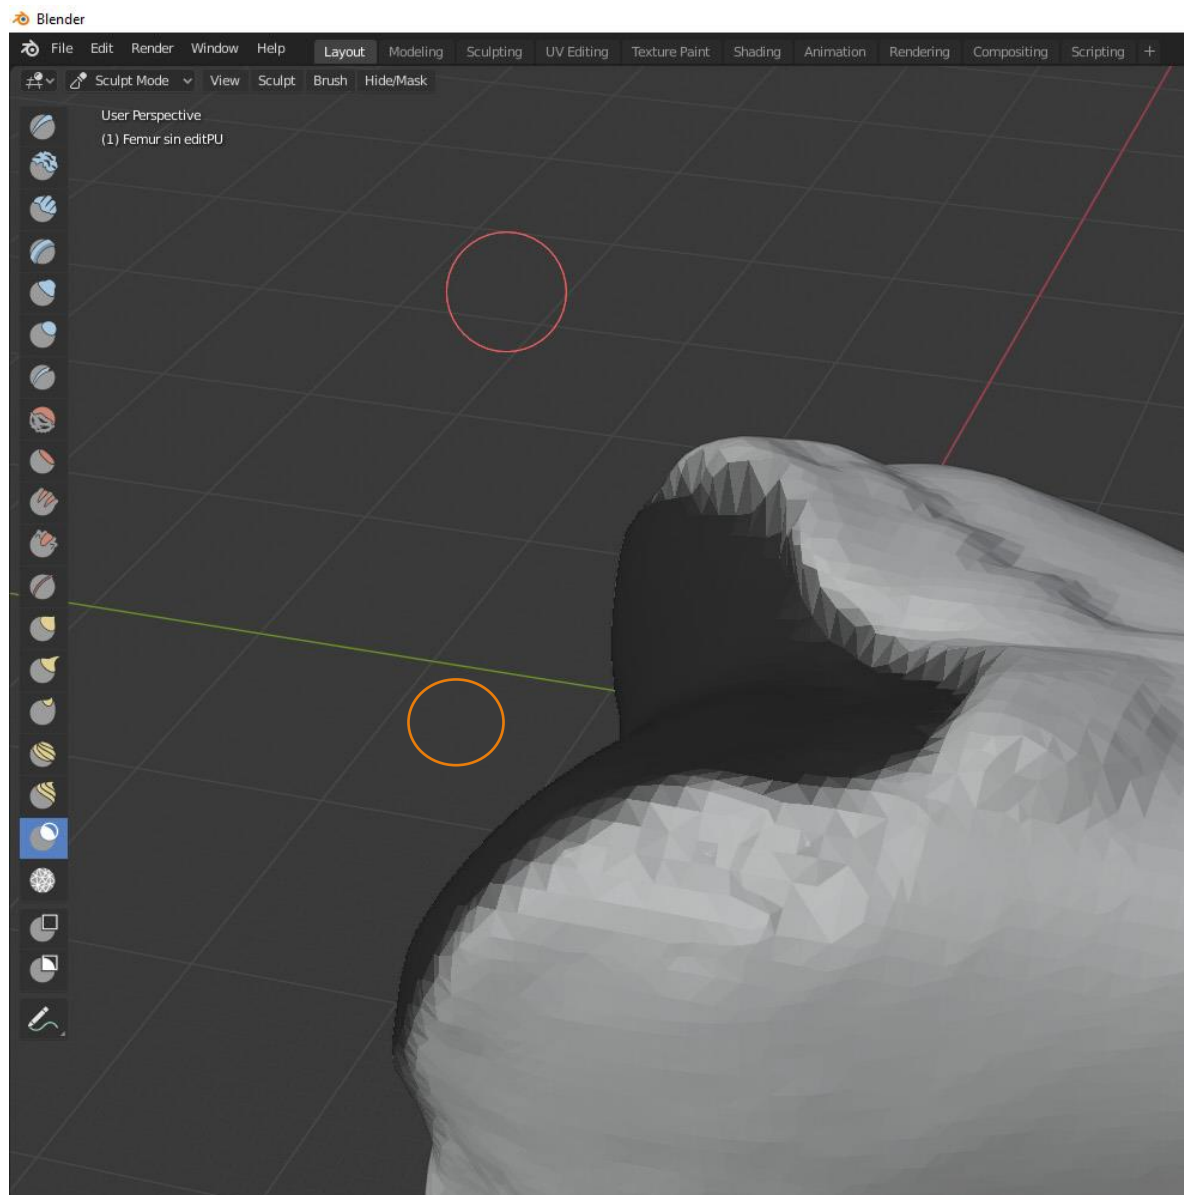 Blender
File Edit Render Window Help Layout Modeling Sculpting UV Editing Texture Paint Shading Animation Rendering Compositing Scripting +
Sculpt Mode View Sculpt Brush Hide/Mask
User Perspective
(1) Femur sin editPU